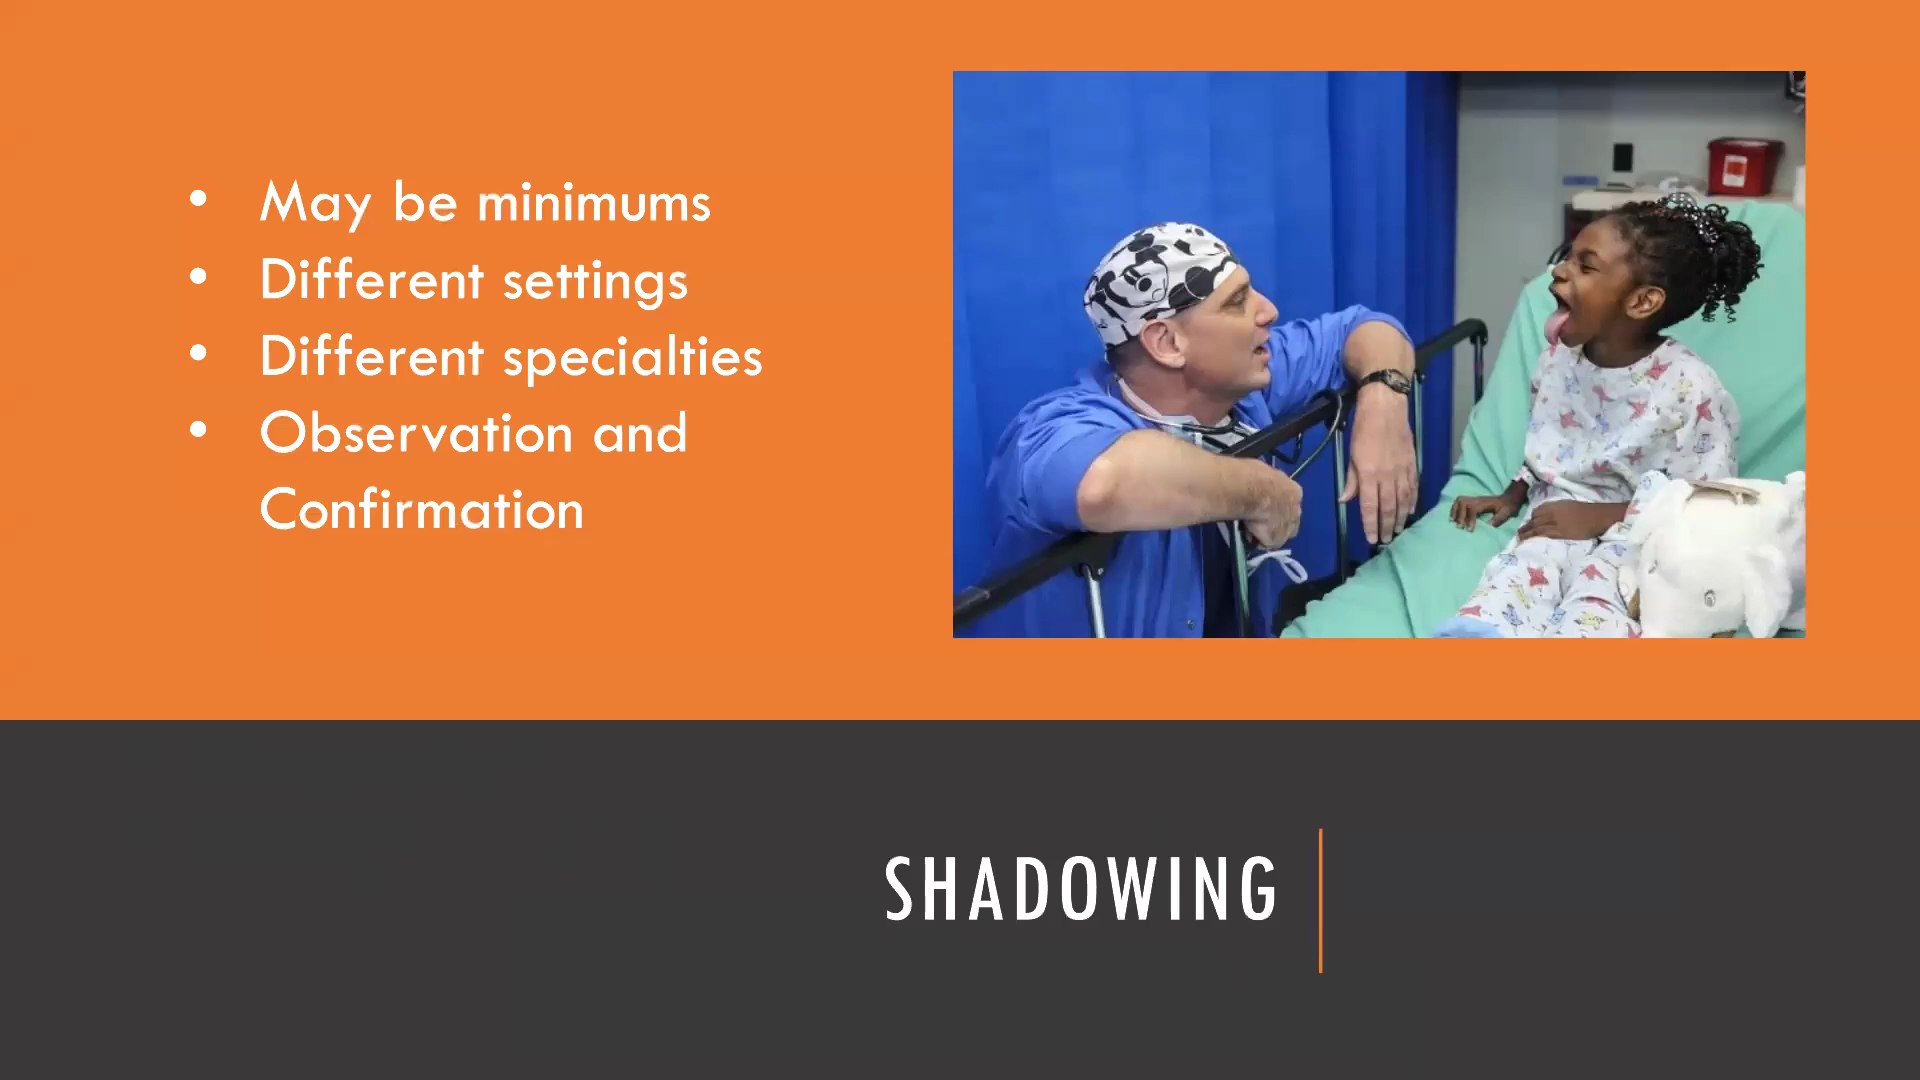 • May be minimums
• Different settings
• Different specialties
• Observation and
Confirmation
SHADOWING